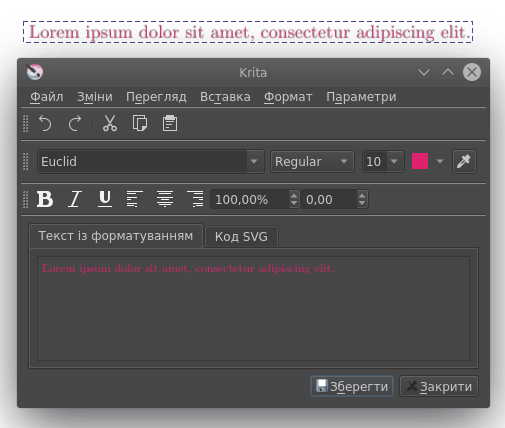 Lorem ipsum dolor sit amet, consectetur adipiscing elit.
Krita
Файл Зміни Перегляд Вставка Формат Параметри
Euclid Regular 10
B I U 100,00% 0,00
Текст із форматуванням Код SVG
Lorem ipsum dolor sit amet, consectetur adipiscing elit.
Зберегти Закрити